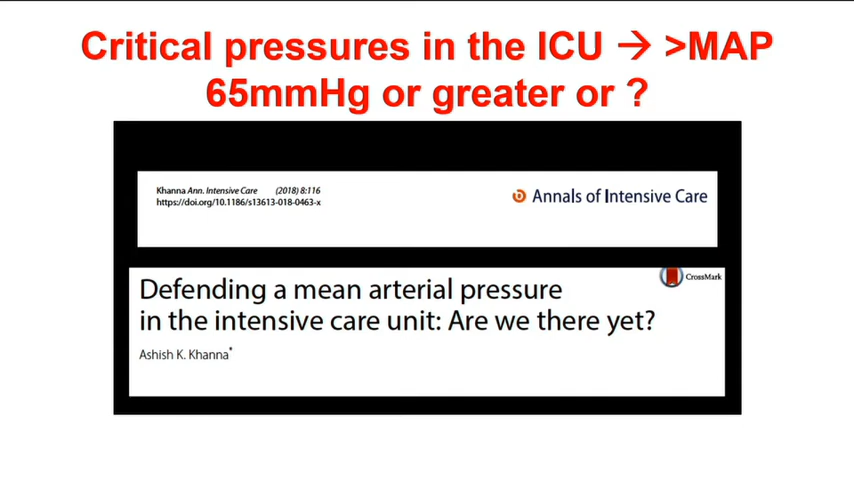 Critical pressures in the ICU → >MAP
65mmHg or greater or ?
Khanna Ann. Intensive Care (2018) 8:116
https://doi.org/10.1186/s13613-018-0463-x
Annals of Intensive Care
CrossMark
Defending a mean arterial pressure
in the intensive care unit: Are we there yet?
Ashish K. Khanna*